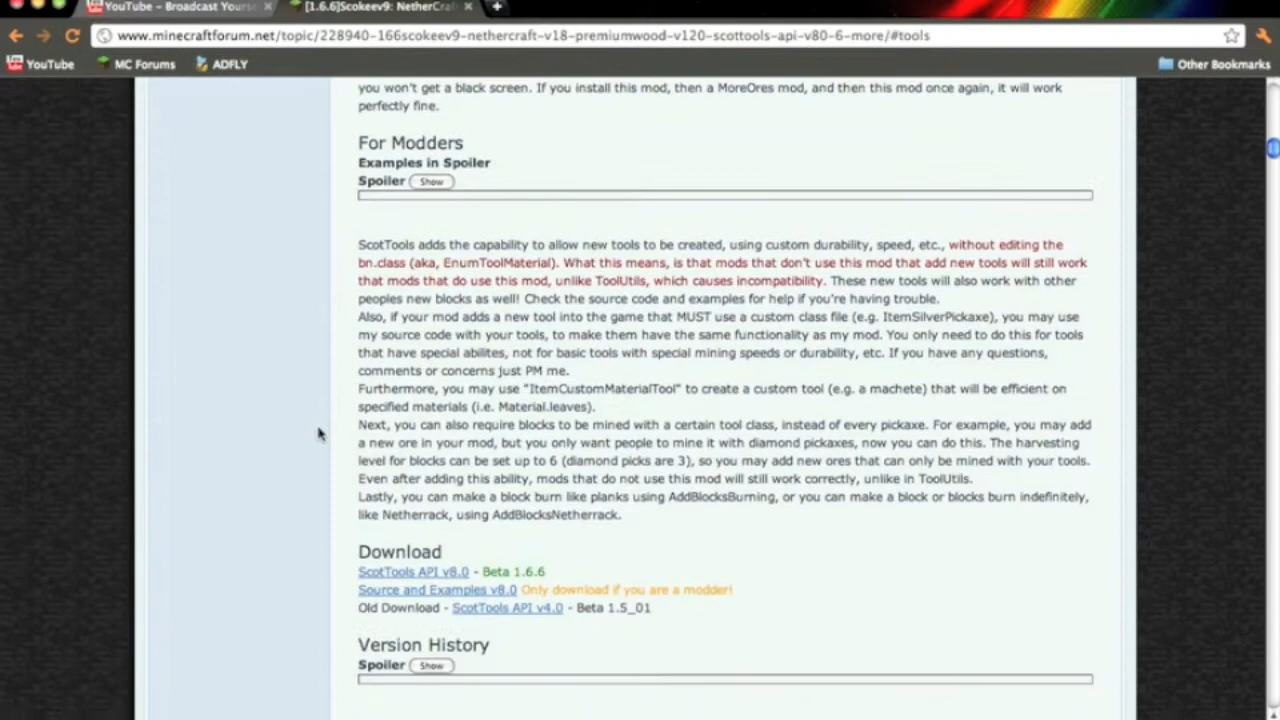 YouTube - Broadcast Yourse
[1.6.6]Scokeev9: NetherCraf
www.minecraftforum.net/topic/228940-166scokeev9-nethercraft-v18-premiumwood-v120-scottools-api-v80-6-more/#tools
YouTube MC Forums ADFLY Other Bookmarks
you won't get a black screen. If you install this mod, then a MoreOres mod, and then this mod once again, it will work
perfectly fine.
For Modders
Examples in Spoiler
Spoiler Show
ScotTools adds the capability to allow new tools to be created, using custom durability, speed, etc., without editing the
bn.class (aka, EnumToolMaterial). What this means, is that mods that don't use this mod that add new tools will still work
that mods that do use this mod, unlike ToolUtils, which causes incompatibility. These new tools will also work with other
peoples new blocks as well! Check the source code and examples for help if you're having trouble.
Also, if your mod adds a new tool into the game that MUST use a custom class file (e.g. ItemSilverPickaxe), you may use
my source code with your tools, to make them have the same functionality as my mod. You only need to do this for tools
that have special abilites, not for basic tools with special mining speeds or durability, etc. If you have any questions,
comments or concerns just PM me.
Furthermore, you may use "ItemCustomMaterialTool" to create a custom tool (e.g. a machete) that will be efficient on
specified materials (i.e. Material.leaves).
Next, you can also require blocks to be mined with a certain tool class, instead of every pickaxe. For example, you may add
a new ore in your mod, but you only want people to mine it with diamond pickaxes, now you can do this. The harvesting
level for blocks can be set up to 6 (diamond picks are 3), so you may add new ores that can only be mined with your tools.
Even after adding this ability, mods that do not use this mod will still work correctly, unlike in ToolUtils.
Lastly, you can make a block burn like planks using AddBlocksBurning, or you can make a block or blocks burn indefinitely,
like Netherrack, using AddBlocksNetherrack.
Download
ScotTools API v8.0 - Beta 1.6.6
Source and Examples v8.0 Only download if you are a modder!
Old Download - ScotTools API v4.0 - Beta 1.5_01
Version History
Spoiler Show